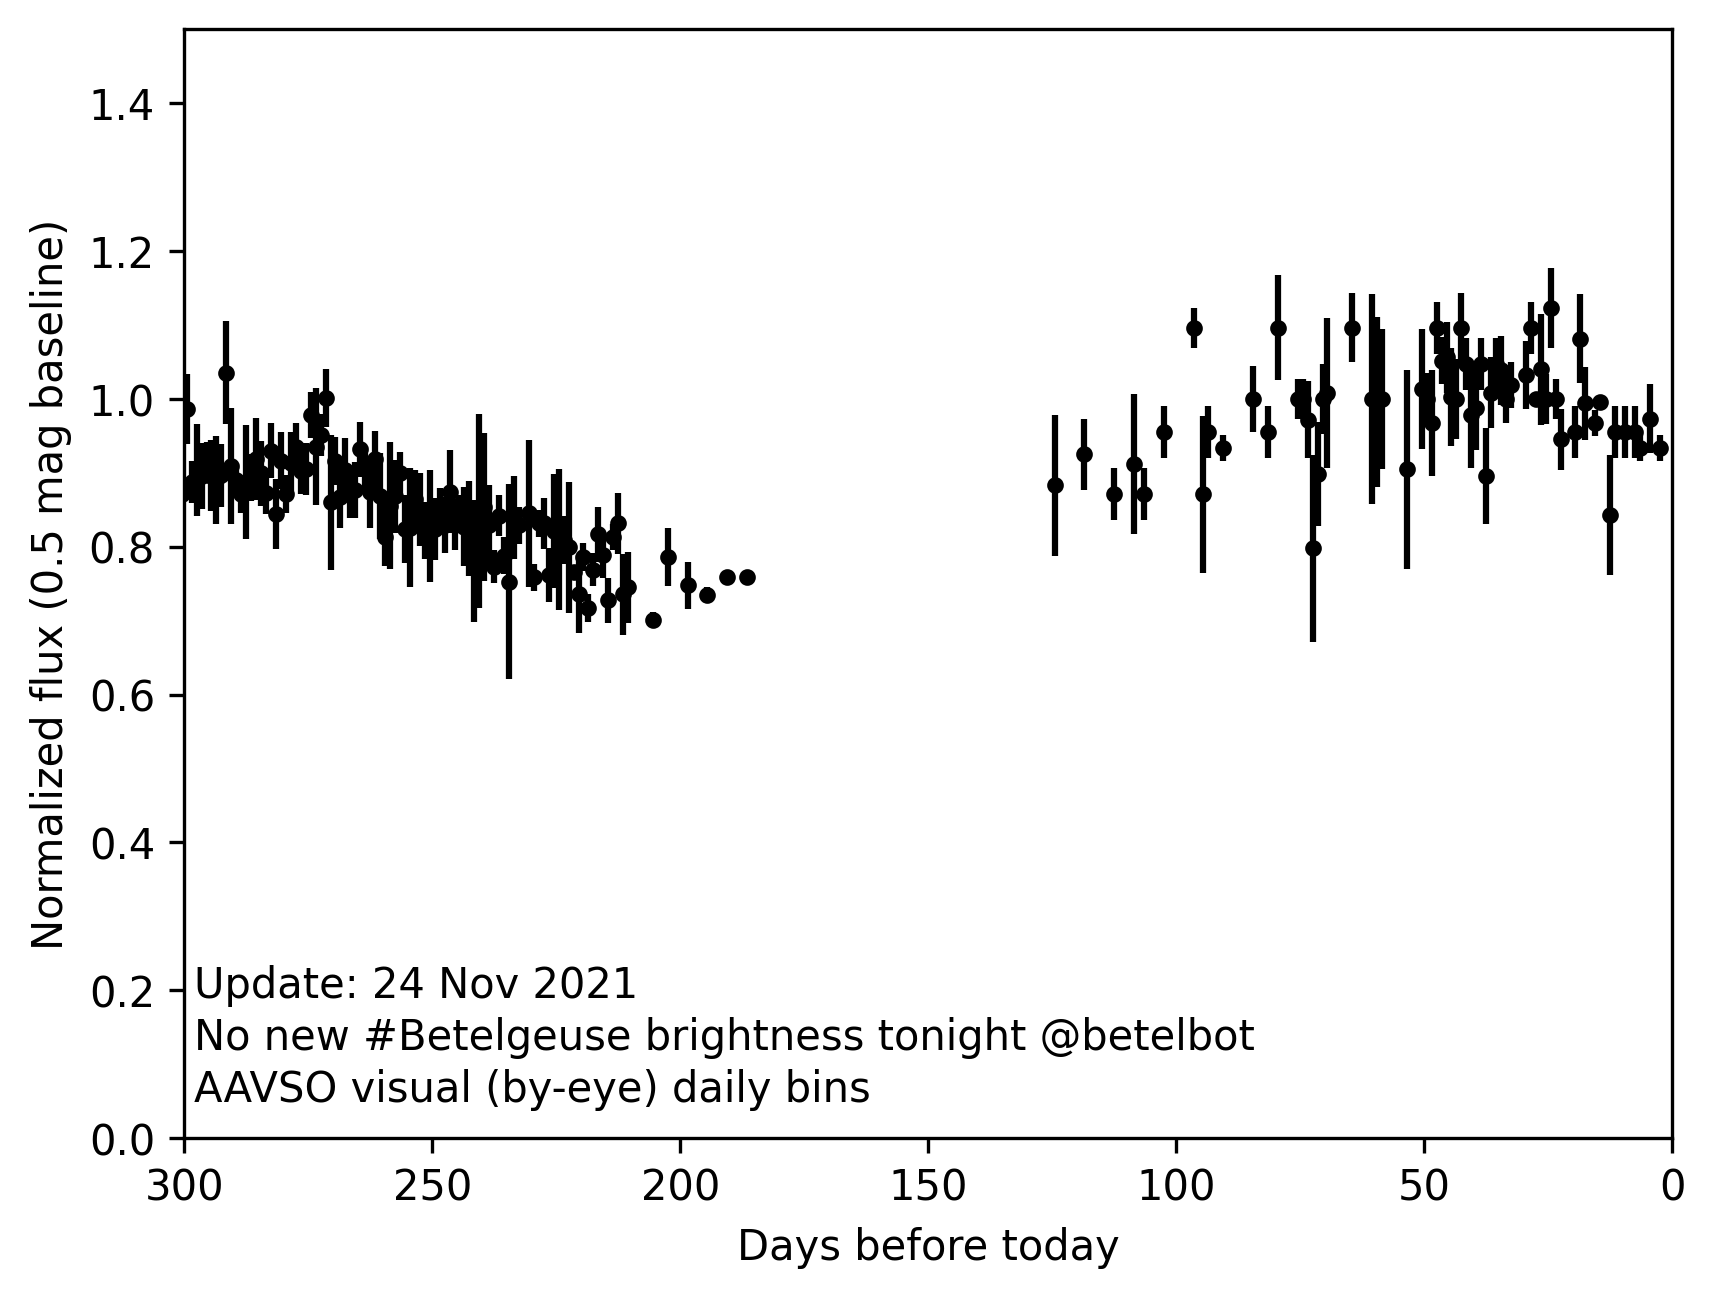 1.4
1.2
1.0
0.8
0.6
0.4
0.2
0.0
Normalized flux (0.5 mag baseline)
Update: 24 Nov 2021
No new #Betelgeuse brightness tonight @betelbot
AAVSO visual (by-eye) daily bins
300 250 200 150 100 50 0
Days before today